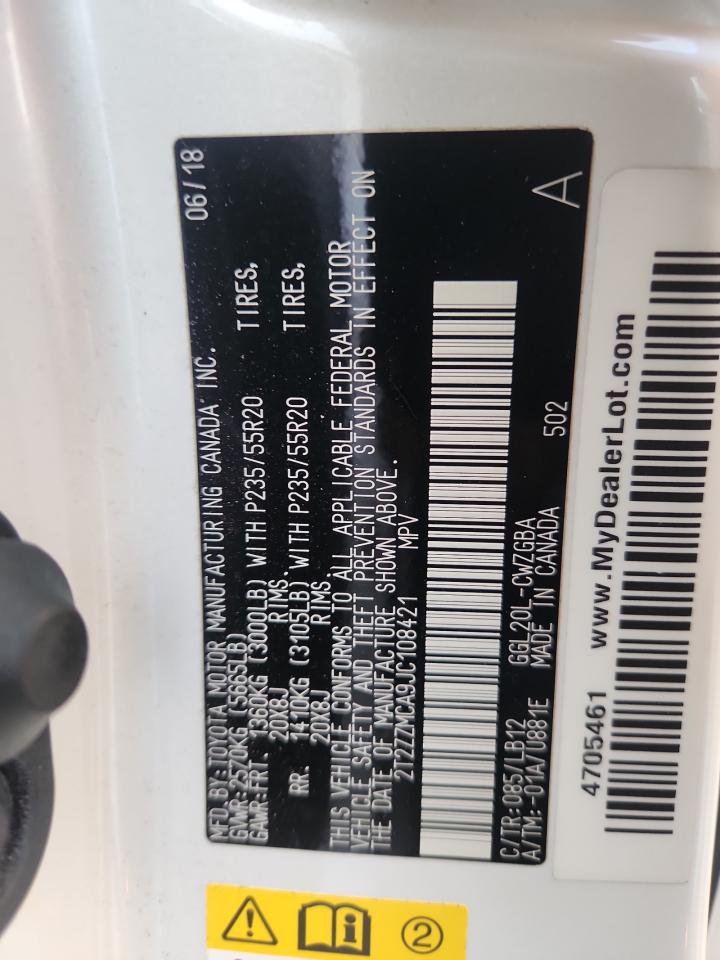 MFD.BY:TOYOTA MOTOR MANUFACTURING CANADA INC. 06/18
GVWR:2570KG (5665LB)
GAWR:FRT. 1360KG (3000LB) WITH P235/55R20 TIRES,
20X8J RIMS.
RR. 1410KG (3105LB) WITH P235/55R20 TIRES,
20X8J RIMS.
THIS VEHICLE CONFORMS TO ALL APPLICABLE FEDERAL MOTOR
VEHICLE SAFETY AND THEFT PREVENTION STANDARDS IN EFFECT ON
THE DATE OF MANUFACTURE SHOWN ABOVE.
2T2ZZMCA9JC108421 MPV
C/TR:085/LB12 GGL20L-CWZGBA
A/TM:-01A/U881E MADE IN CANADA 502 A
4705461 www.MyDealerLot.com
i 2